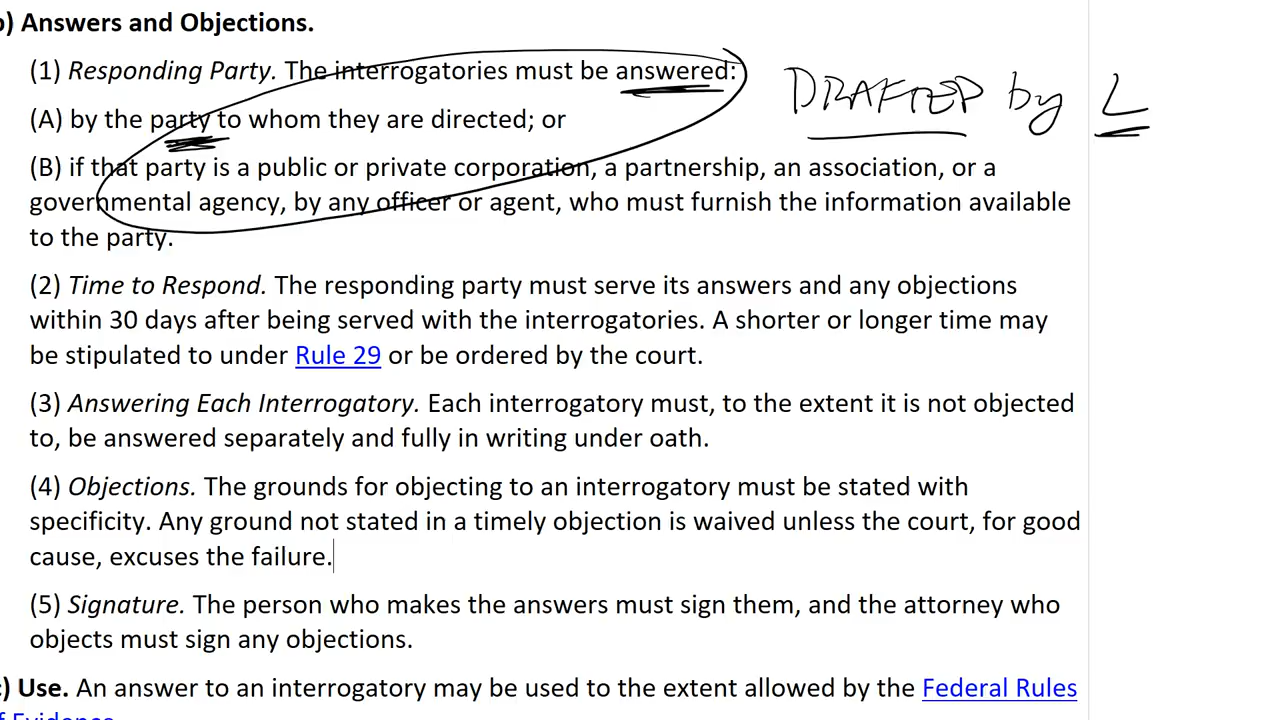 ) Answers and Objections.
(1) Responding Party. The interrogatories must be answered:
DRAFTED by L
(A) by the party to whom they are directed; or
(B) if that party is a public or private corporation, a partnership, an association, or a
governmental agency, by any officer or agent, who must furnish the information available
to the party.
(2) Time to Respond. The responding party must serve its answers and any objections
within 30 days after being served with the interrogatories. A shorter or longer time may
be stipulated to under Rule 29 or be ordered by the court.
(3) Answering Each Interrogatory. Each interrogatory must, to the extent it is not objected
to, be answered separately and fully in writing under oath.
(4) Objections. The grounds for objecting to an interrogatory must be stated with
specificity. Any ground not stated in a timely objection is waived unless the court, for good
cause, excuses the failure.
(5) Signature. The person who makes the answers must sign them, and the attorney who
objects must sign any objections.
) Use. An answer to an interrogatory may be used to the extent allowed by the Federal Rules
of Evidence.